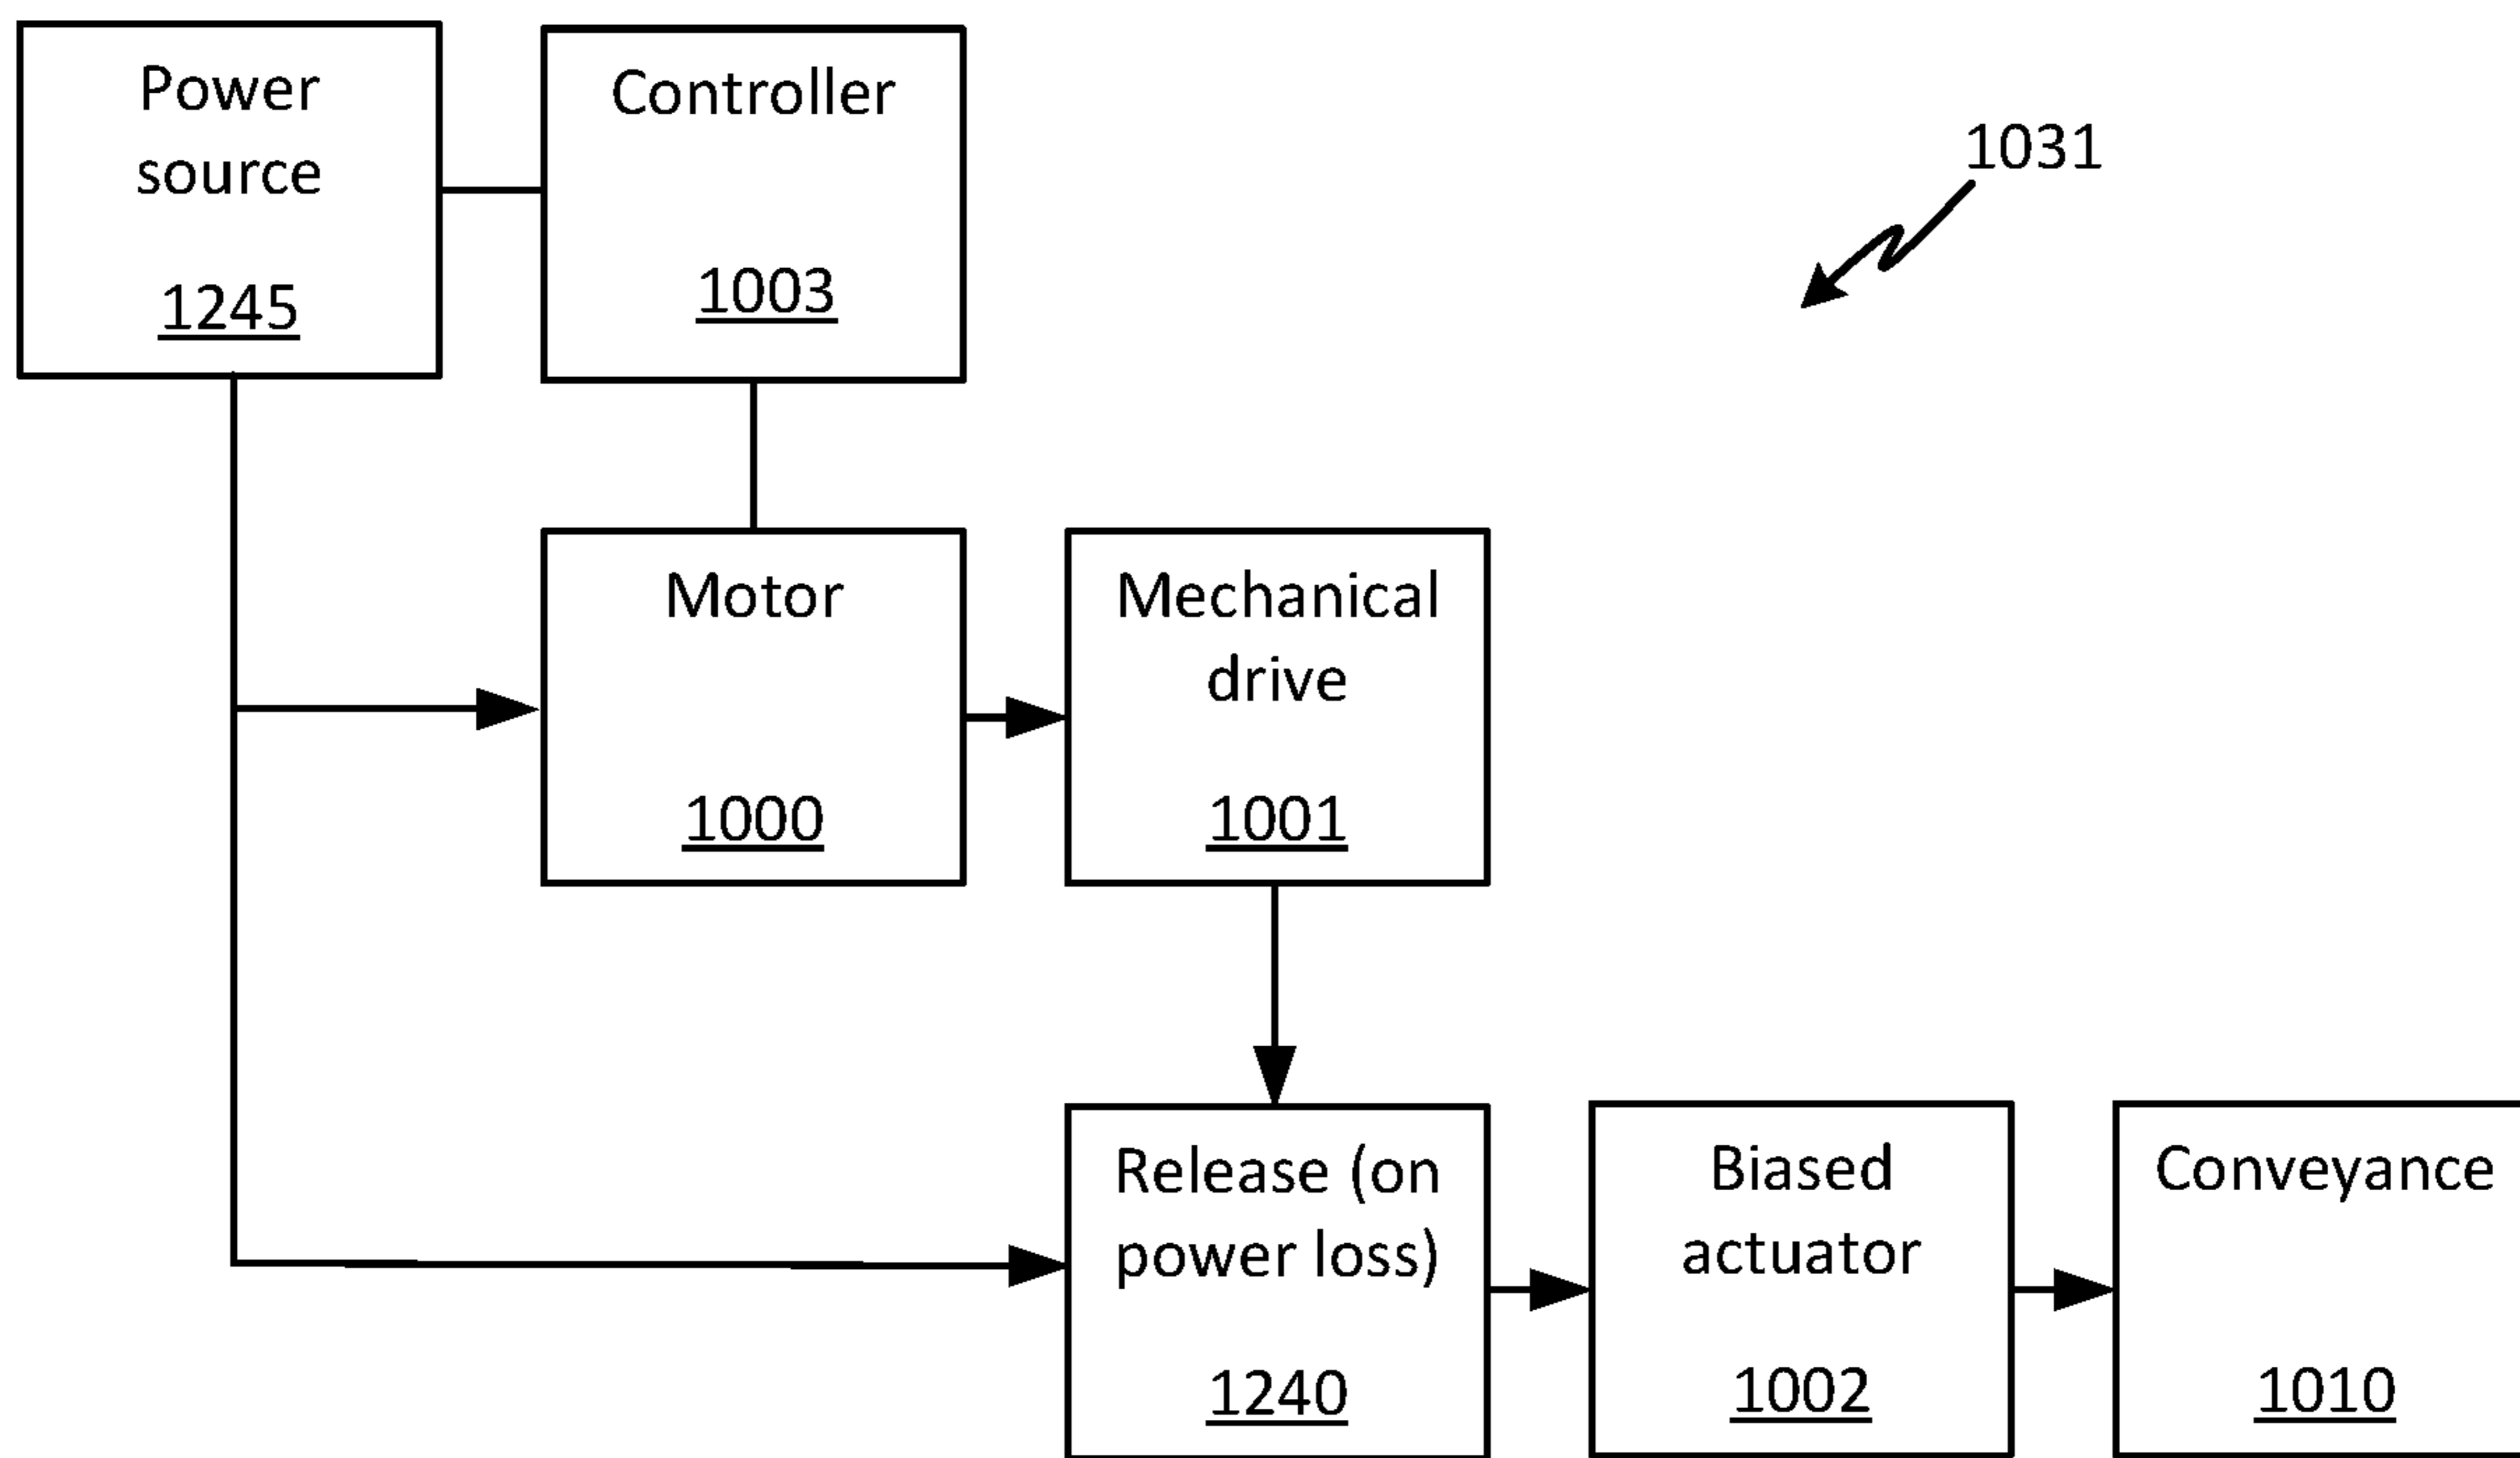 Power
source
1245
Controller
1003
1031
Motor
1000
Mechanical
drive
1001
Release (on
power loss)
1240
Biased
actuator
1002
Conveyance
1010